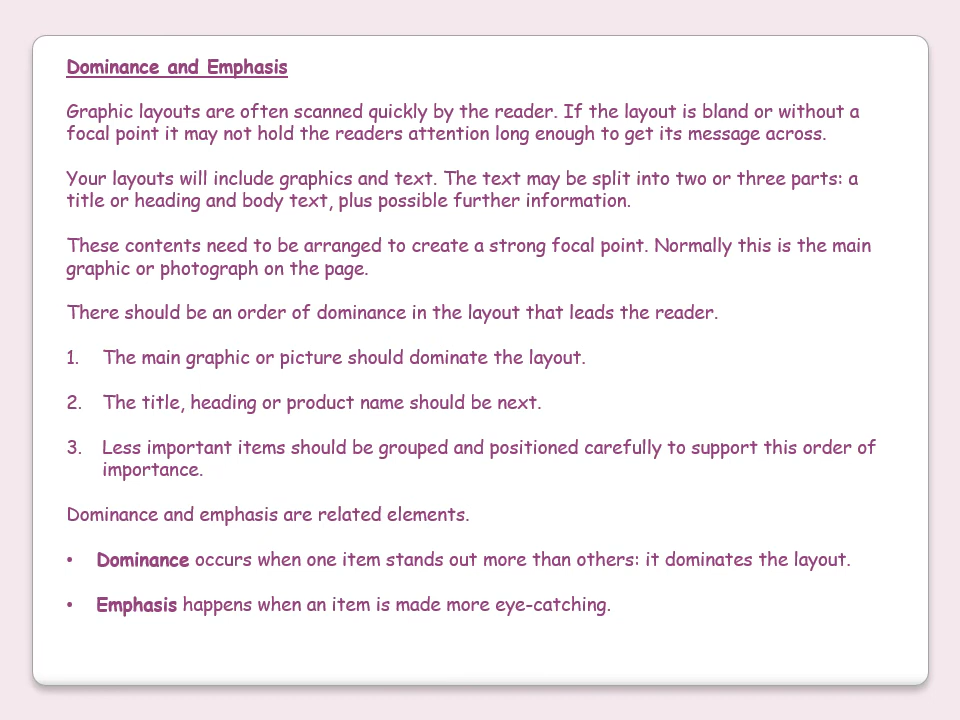 Dominance and Emphasis
Graphic layouts are often scanned quickly by the reader. If the layout is bland or without a
focal point it may not hold the readers attention long enough to get its message across.
Your layouts will include graphics and text. The text may be split into two or three parts: a
title or heading and body text, plus possible further information.
These contents need to be arranged to create a strong focal point. Normally this is the main
graphic or photograph on the page.
There should be an order of dominance in the layout that leads the reader.
1. The main graphic or picture should dominate the layout.
2. The title, heading or product name should be next.
3. Less important items should be grouped and positioned carefully to support this order of
importance.
Dominance and emphasis are related elements.
• Dominance occurs when one item stands out more than others: it dominates the layout.
• Emphasis happens when an item is made more eye-catching.